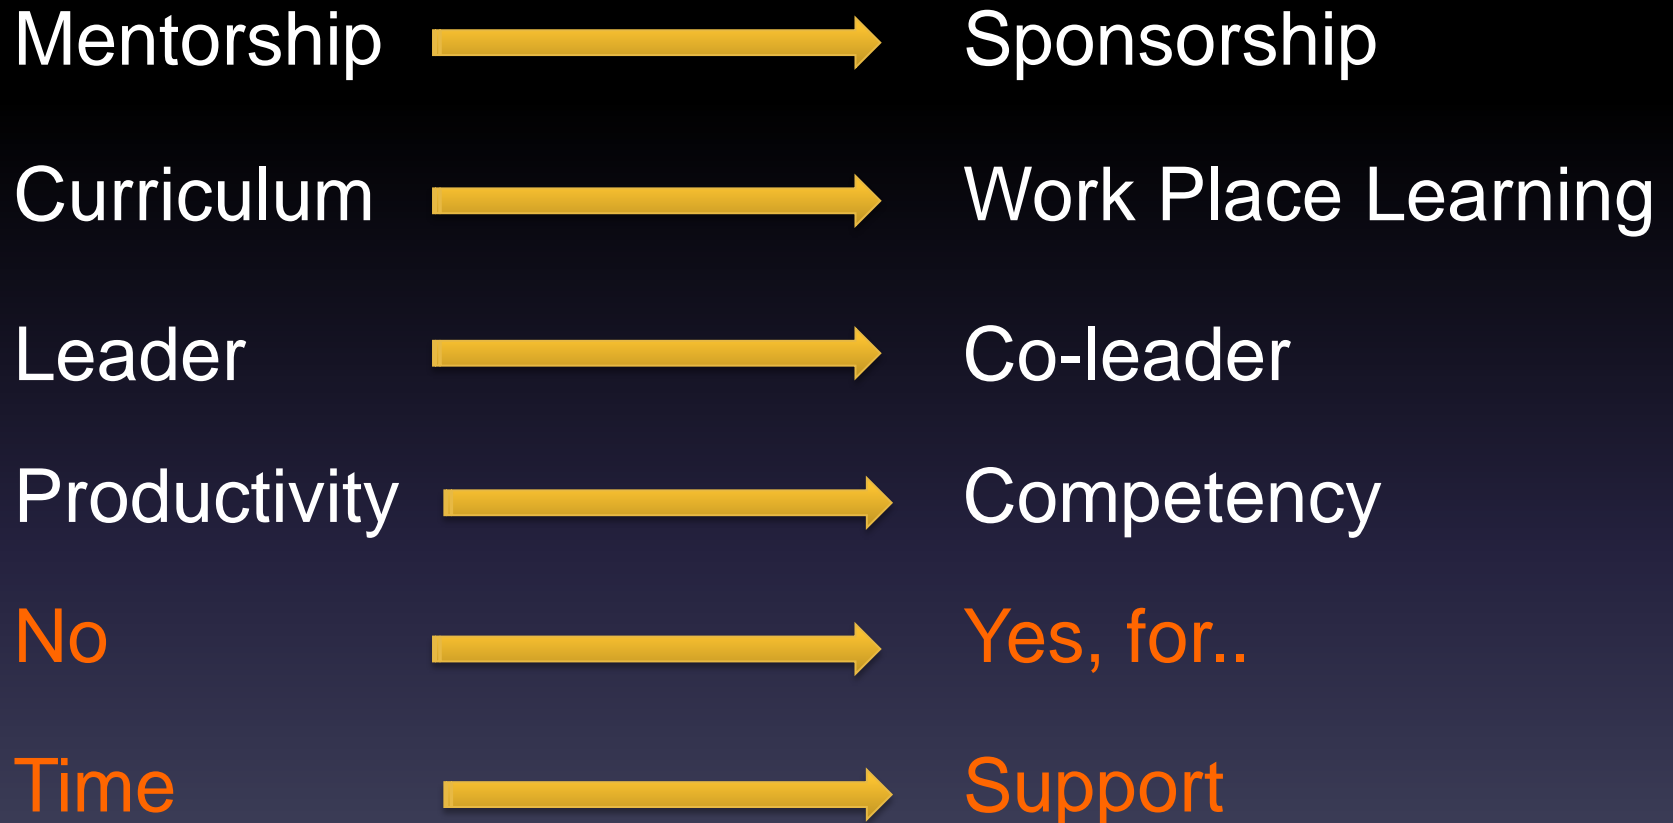 Mentorship Sponsorship
Curriculum Work Place Learning
Leader Co-leader
Productivity Competency
No Yes, for..
Time Support